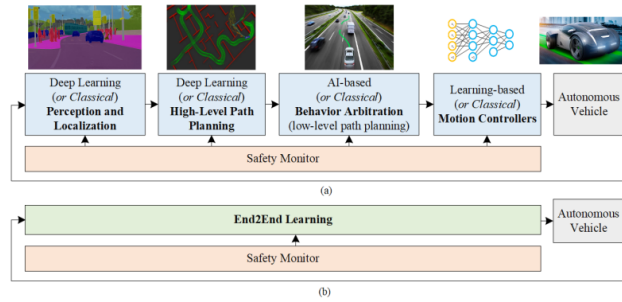 Deep Learning
(or Classical)
Perception and
Localization
Deep Learning
(or Classical)
High-Level Path
Planning
AI-based
(or Classical)
Behavior Arbitration
(low-level path planning)
Learning-based
(or Classical)
Motion Controllers
Autonomous
Vehicle
Safety Monitor
(a)
End2End Learning
Autonomous
Vehicle
Safety Monitor
(b)